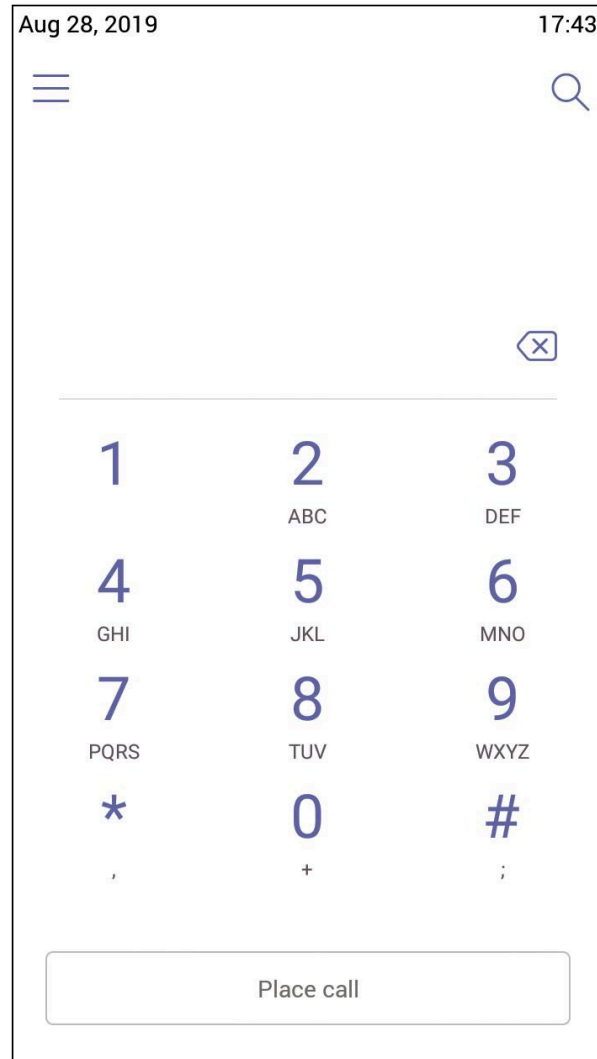 Aug 28, 2019 17:43
1 2 3
ABC DEF
4 5 6
GHI JKL MNO
7 8 9
PQRS TUV WXYZ
* 0 #
, + ;
Place call